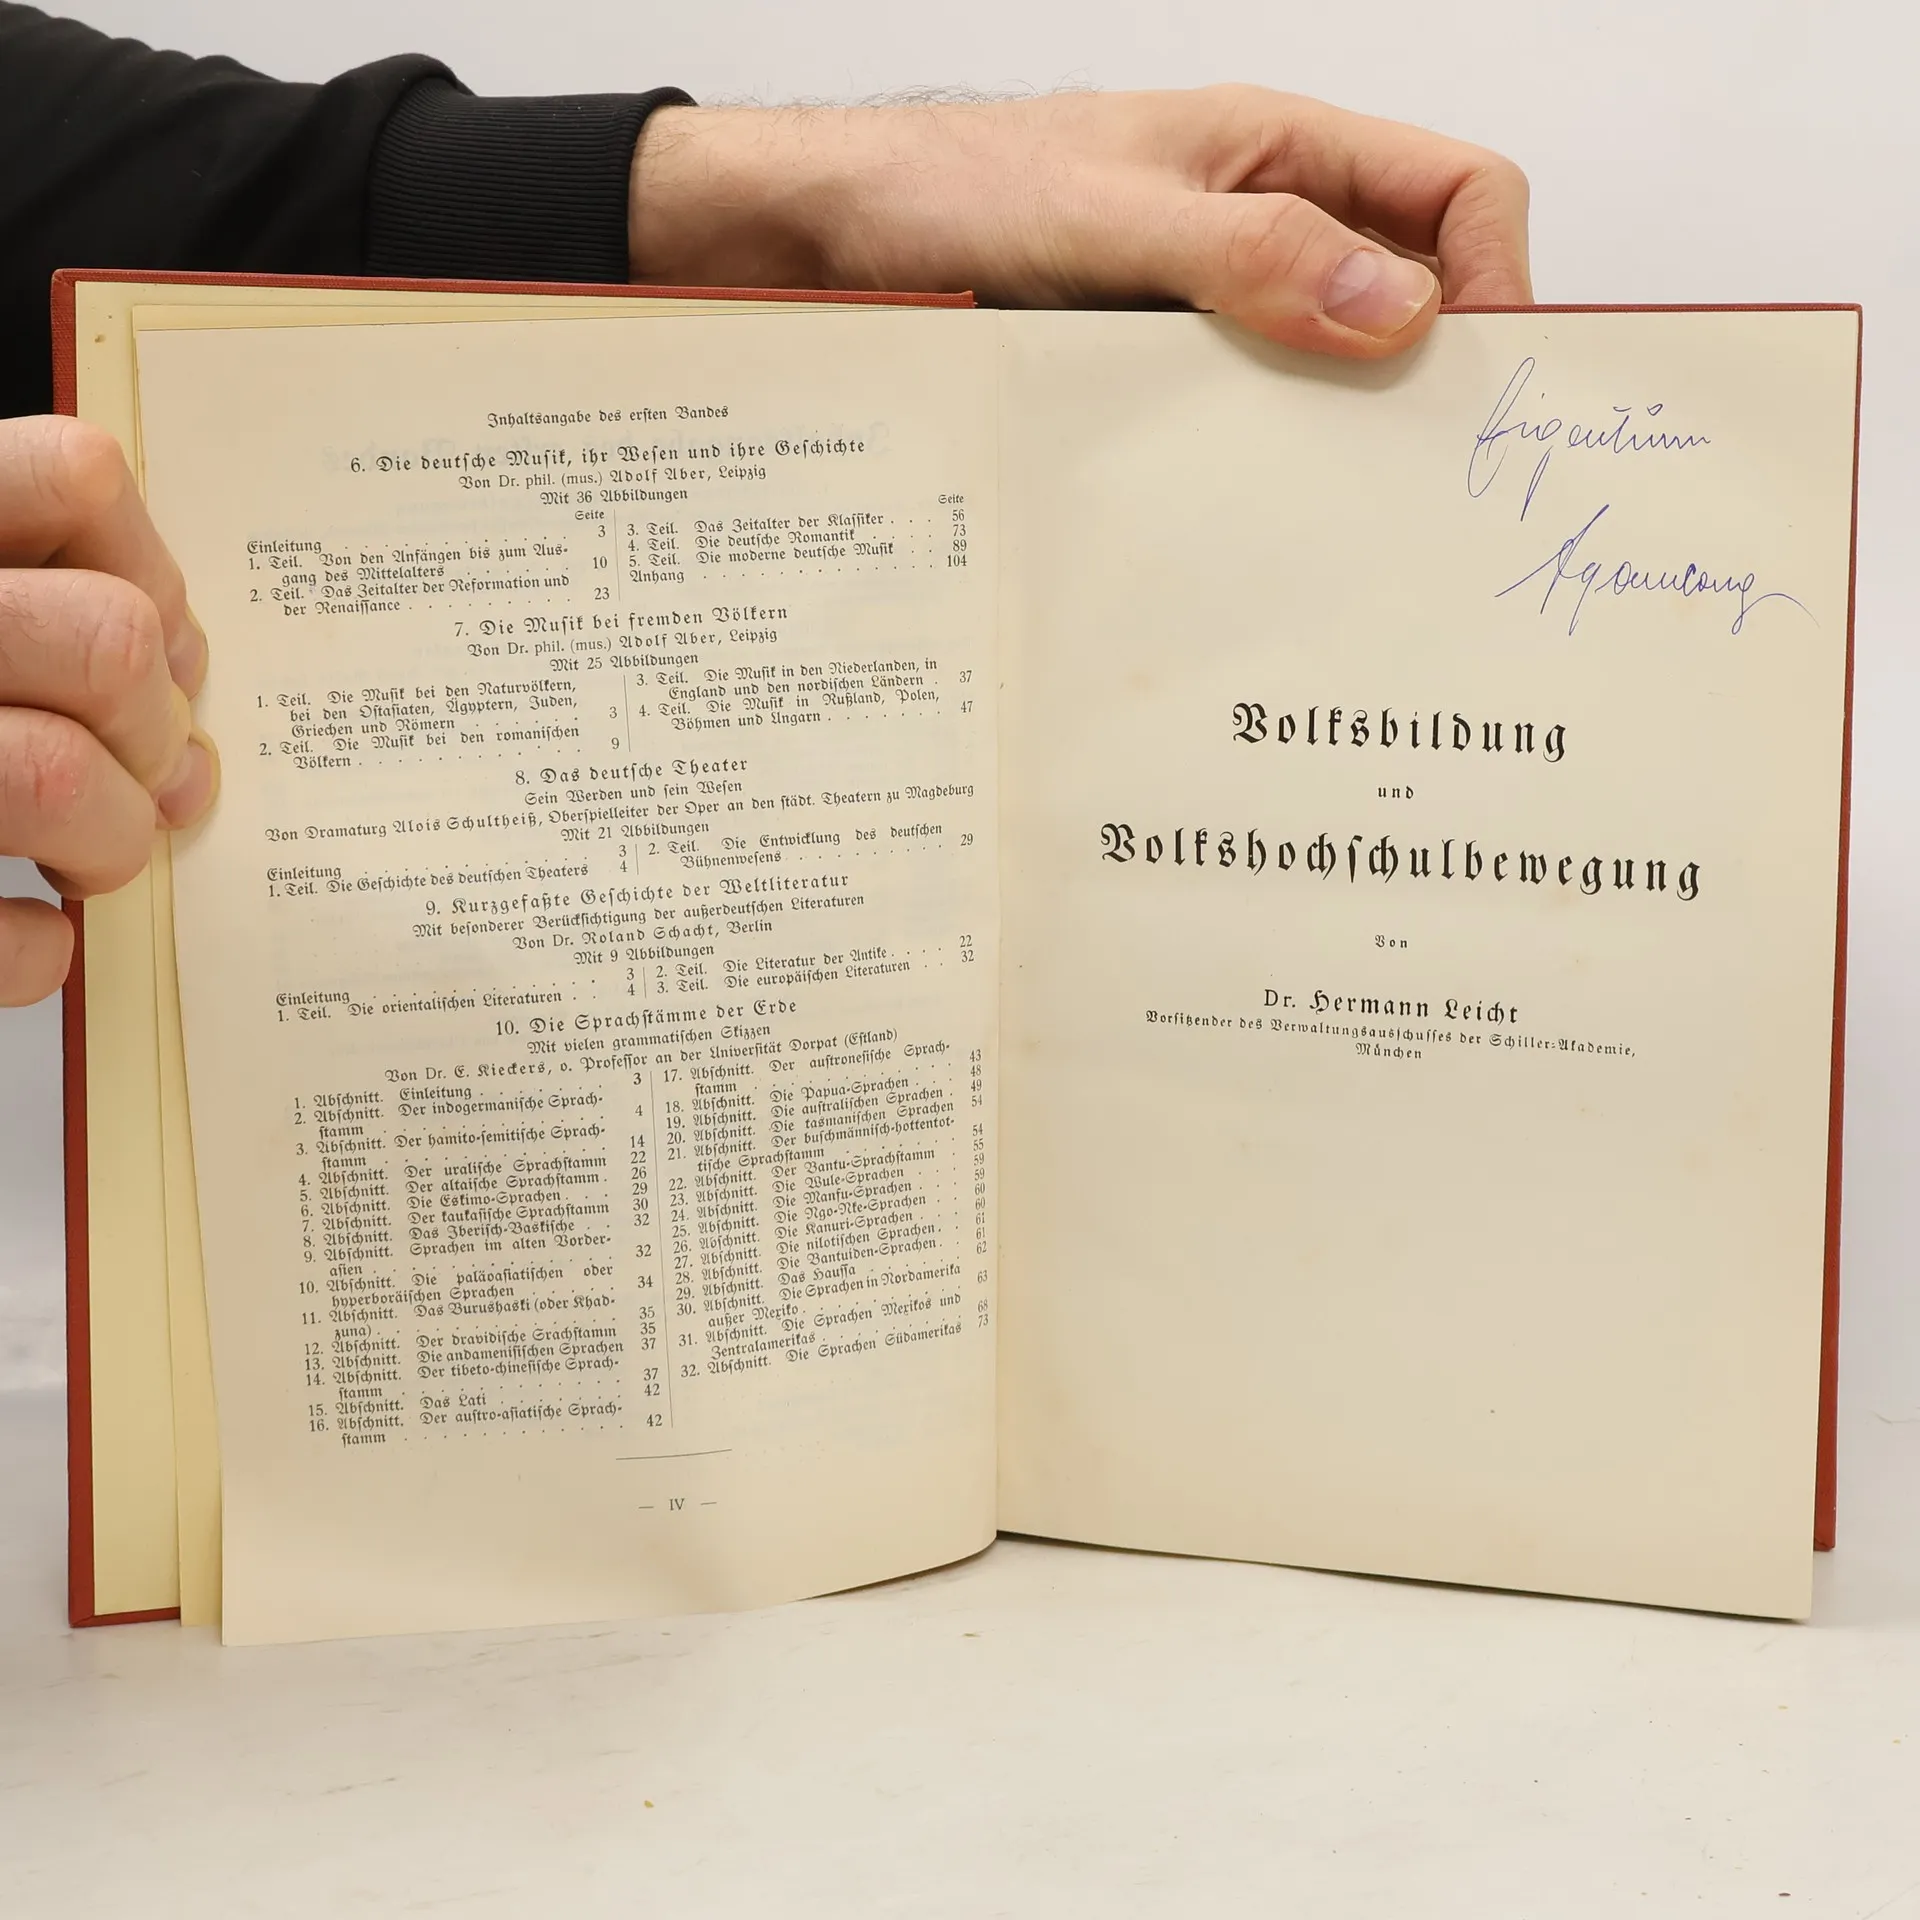 Inhaltsangabe des ersten Bandes
6. Die deutsche Musik, ihr Wesen und ihre Geschichte
Von Dr. phil. (mus.) Adolf Aber, Leipzig
Mit 36 Abbildungen
Seite
Einleitung . . . . . . . . . . 3
1. Teil. Von den Anfängen bis zum Aus-
gang des Mittelalters . . . . . . 10
2. Teil. Das Zeitalter der Reformation und
der Renaissance . . . . . . . . . 23
Seite
3. Teil. Das Zeitalter der Klassiker . . . 56
4. Teil. Die deutsche Romantik . . . . 73
5. Teil. Die moderne deutsche Musik . . 89
Anhang . . . . . . . . . . . . 104
7. Die Musik bei fremden Völkern
Von Dr. phil. (mus.) Adolf Aber, Leipzig
Mit 25 Abbildungen
1. Teil. Die Musik bei den Naturvölkern,
bei den Ostasiaten, Ägyptern, Juden,
Griechen und Römern . . . . . . 3
2. Teil. Die Musik bei den romanischen
Völkern . . . . . . . . . . . 9
3. Teil. Die Musik in den Niederlanden, in
England und den nordischen Ländern . 37
4. Teil. Die Musik in Rußland, Polen,
Böhmen und Ungarn . . . . . . . 47
8. Das deutsche Theater
Sein Werden und sein Wesen
Von Dramaturg Alois Schultheiß, Oberspielleiter der Oper an den städt. Theatern zu Magdeburg
Mit 21 Abbildungen
Einleitung . . . . . . . . . . 3
1. Teil. Die Geschichte des deutschen Theaters 4
2. Teil. Die Entwicklung des deutschen
Bühnenwesens . . . . . . . . . 29
9. Kurzgefaßte Geschichte der Weltliteratur
Mit besonderer Berücksichtigung der außerdeutschen Literaturen
Von Dr. Roland Schacht, Berlin
Mit 9 Abbildungen
Einleitung . . . . . . . . . . 3
1. Teil. Die orientalischen Literaturen . . 4
2. Teil. Die Literatur der Antike . . . . 22
3. Teil. Die europäischen Literaturen . . 32
10. Die Sprachstämme der Erde
Mit vielen grammatischen Skizzen
Von Dr. E. Kieckers, o. Professor an der Universität Dorpat (Estland)
1. Abschnitt. Einleitung . . . . . . 3
2. Abschnitt. Der indogermanische Sprach-
stamm . . . . . . . . . . . 4
3. Abschnitt. Der hamito-semitische Sprach-
stamm . . . . . . . . . . . 14
4. Abschnitt. Der uralische Sprachstamm 22
5. Abschnitt. Der altaische Sprachstamm . 26
6. Abschnitt. Die Eskimo-Sprachen . . . 29
7. Abschnitt. Der kaukasische Sprachstamm 30
8. Abschnitt. Das Iberisch-Baskische . . 32
9. Abschnitt. Sprachen im alten Vorder-
asien . . . . . . . . . . . 32
10. Abschnitt. Die paläoasiatischen oder
hyperboräischen Sprachen . . . . . 34
11. Abschnitt. Das Burushaski (oder Khad-
zuna) . . . . . . . . . . . 35
12. Abschnitt. Der dravidische Srachstamm 35
13. Abschnitt. Die andamenisischen Sprachen 37
14. Abschnitt. Der tibeto-chinesische Sprach-
stamm . . . . . . . . . . . 37
15. Abschnitt. Das Lati . . . . . . . 42
16. Abschnitt. Der austro-asiatische Sprach-
stamm . . . . . . . . . . . 42
17. Abschnitt. Der austronesische Sprach-
stamm . . . . . . . . . . . 43
18. Abschnitt. Die Papua-Sprachen . . . 48
19. Abschnitt. Die australischen Sprachen . 49
20. Abschnitt. Die tasmanischen Sprachen 54
21. Abschnitt. Der buschmännisch-hottentot-
tische Sprachstamm . . . . . . . 54
22. Abschnitt. Der Bantu-Sprachstamm . 55
23. Abschnitt. Die Wule-Sprachen . . . 59
24. Abschnitt. Die Manfu-Sprachen . . . 59
25. Abschnitt. Die Ngo-Nke-Sprachen . . 60
26. Abschnitt. Die Kanuri-Sprachen . . . 60
27. Abschnitt. Die nilotischen Sprachen . . 61
28. Abschnitt. Die Bantuiden-Sprachen . . 61
29. Abschnitt. Das Haussa . . . . . . 62
30. Abschnitt. Die Sprachen in Nordamerika
außer Mexiko . . . . . . . . . 63
31. Abschnitt. Die Sprachen Mexikos und
Zentralamerikas . . . . . . . . 68
32. Abschnitt. Die Sprachen Südamerikas 73
— IV —
Eigentum
Volksbildung
und
Volkshochschulbewegung
Von
Dr. Hermann Leicht
Vorsitzender des Verwaltungsausschusses der Schiller-Akademie,
München